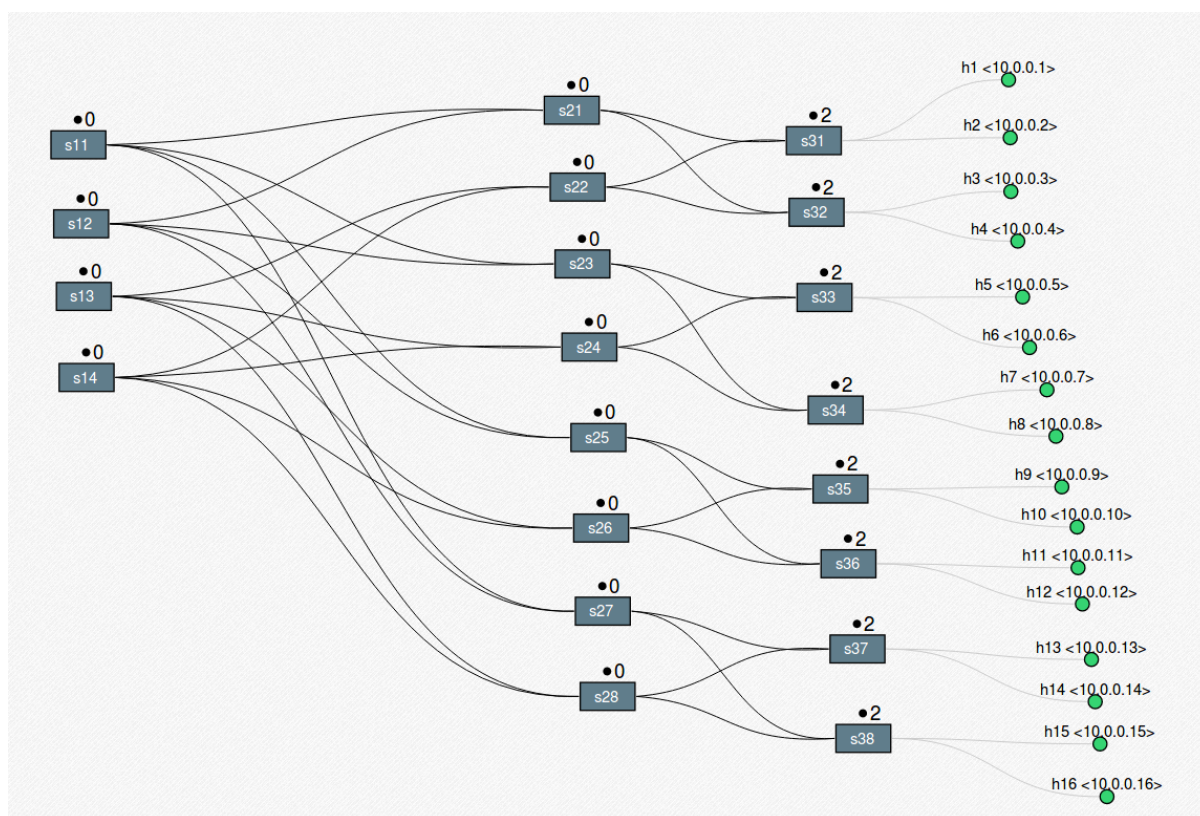 ●0
s11
●0
s12
●0
s13
●0
s14
●0
s21
●0
s22
●0
s23
●0
s24
●0
s25
●0
s26
●0
s27
●0
s28
●2
s31
●2
s32
●2
s33
●2
s34
●2
s35
●2
s36
●2
s37
●2
s38
h1 <10.0.0.1>
h2 <10.0.0.2>
h3 <10.0.0.3>
h4 <10.0.0.4>
h5 <10.0.0.5>
h6 <10.0.0.6>
h7 <10.0.0.7>
h8 <10.0.0.8>
h9 <10.0.0.9>
h10 <10.0.0.10>
h11 <10.0.0.11>
h12 <10.0.0.12>
h13 <10.0.0.13>
h14 <10.0.0.14>
h15 <10.0.0.15>
h16 <10.0.0.16>